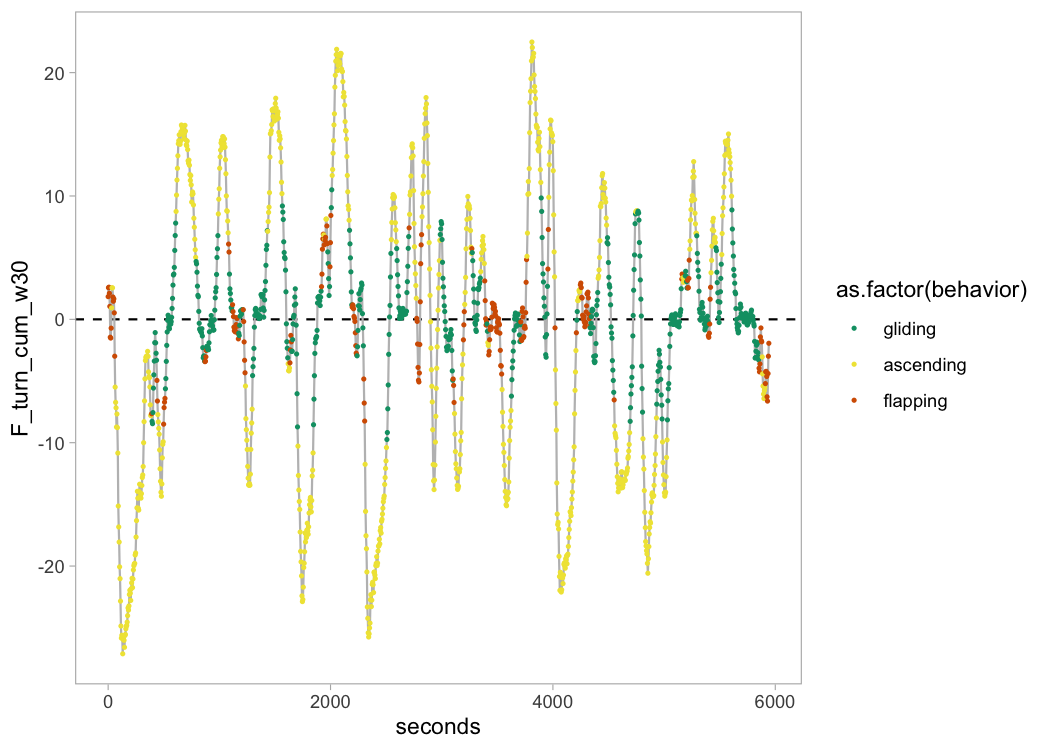 F_turn_cum_w30
20
10
0
-10
-20
0 2000 4000 6000
seconds
as.factor(behavior)
gliding
ascending
flapping